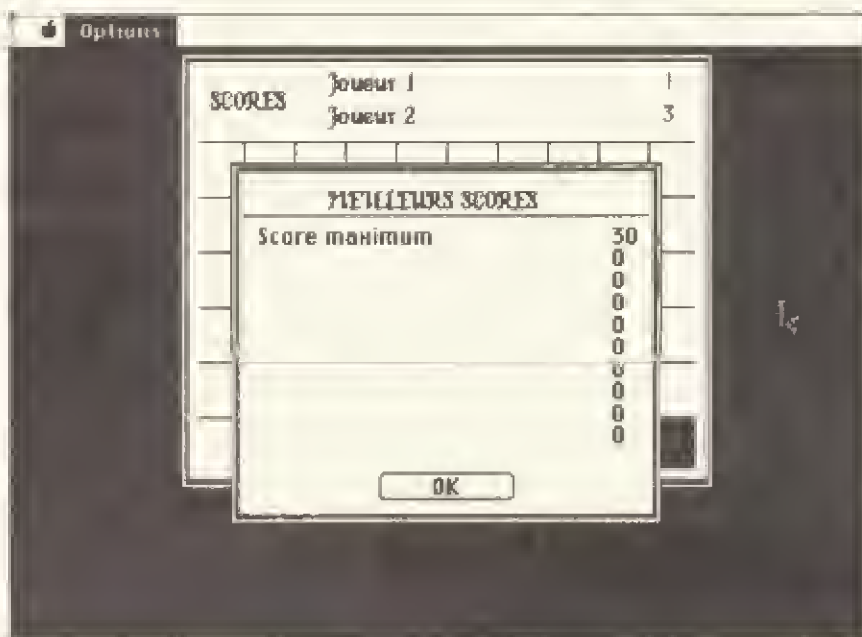 Options
SCORES
Joueur 1 1
Joueur 2 3
MEILLEURS SCORES
Score maximum 30
0
0
0
0
0
0
0
0
0
OK